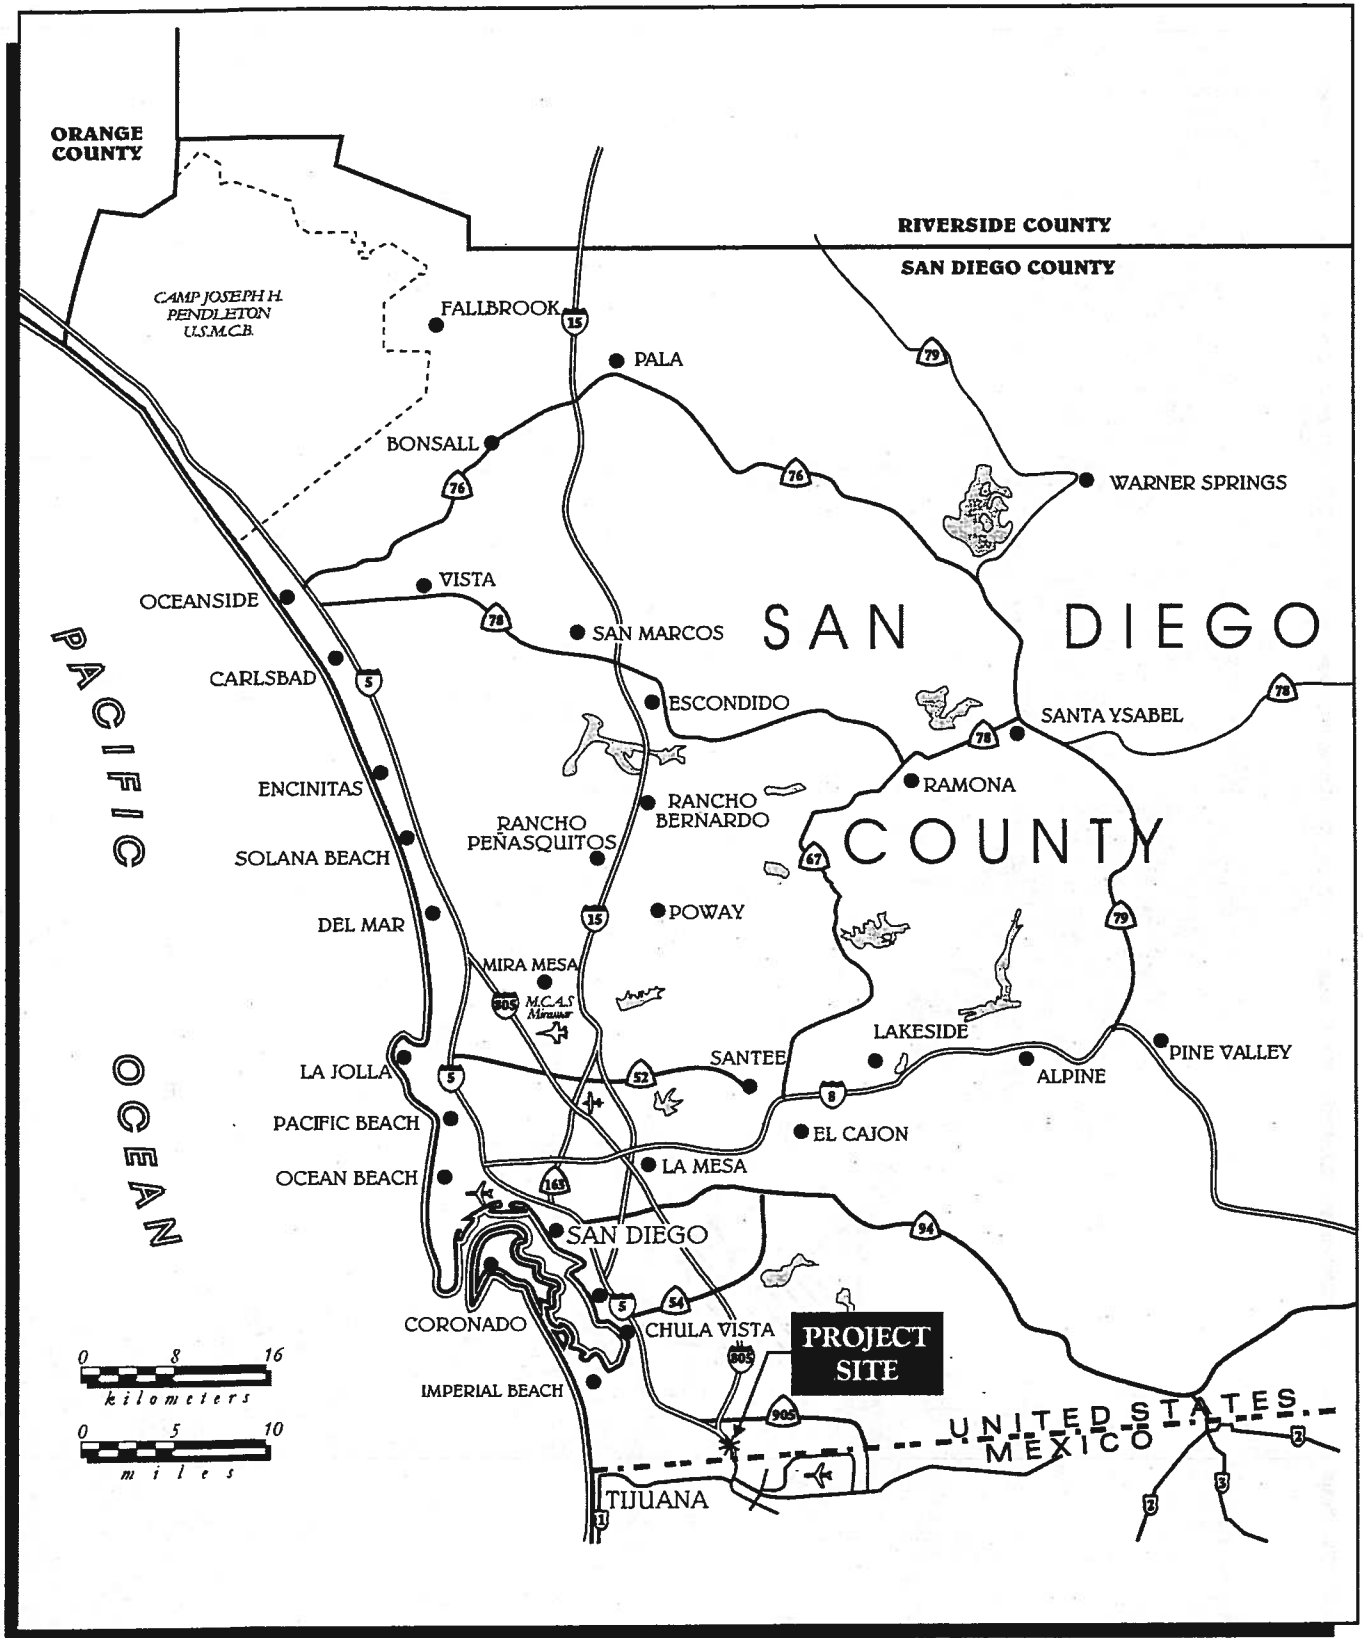 ORANGE
COUNTY
RIVERSIDE COUNTY
SAN DIEGO COUNTY
CAMP JOSEPH H.
PENDLETON
U.S.M.C.B.
FALLBROOK
15
PALA
79
BONSALL
76
76
WARNER SPRINGS
VISTA
OCEANSIDE
78
SAN MARCOS
SAN DIEGO
CARLSBAD
5
ESCONDIDO
78
SANTA YSABEL
78
ENCINITAS
RAMONA
RANCHO
BERNARDO
RANCHO
PEÑASQUITOS
COUNTY
SOLANA BEACH
67
PACIFIC
DEL MAR
15
POWAY
79
MIRA MESA
805
M.C.A.S
Miramar
LAKESIDE
OCEAN
LA JOLLA
5
52
SANTEE
PINE VALLEY
ALPINE
8
PACIFIC BEACH
EL CAJON
OCEAN BEACH
LA MESA
163
SAN DIEGO
94
CORONADO
5
54
CHULA VISTA
PROJECT
SITE
805
0 8 16
kilometers
IMPERIAL BEACH
905
UNITED STATES
MEXICO
2
0 5 10
miles
TIJUANA
1
2
3